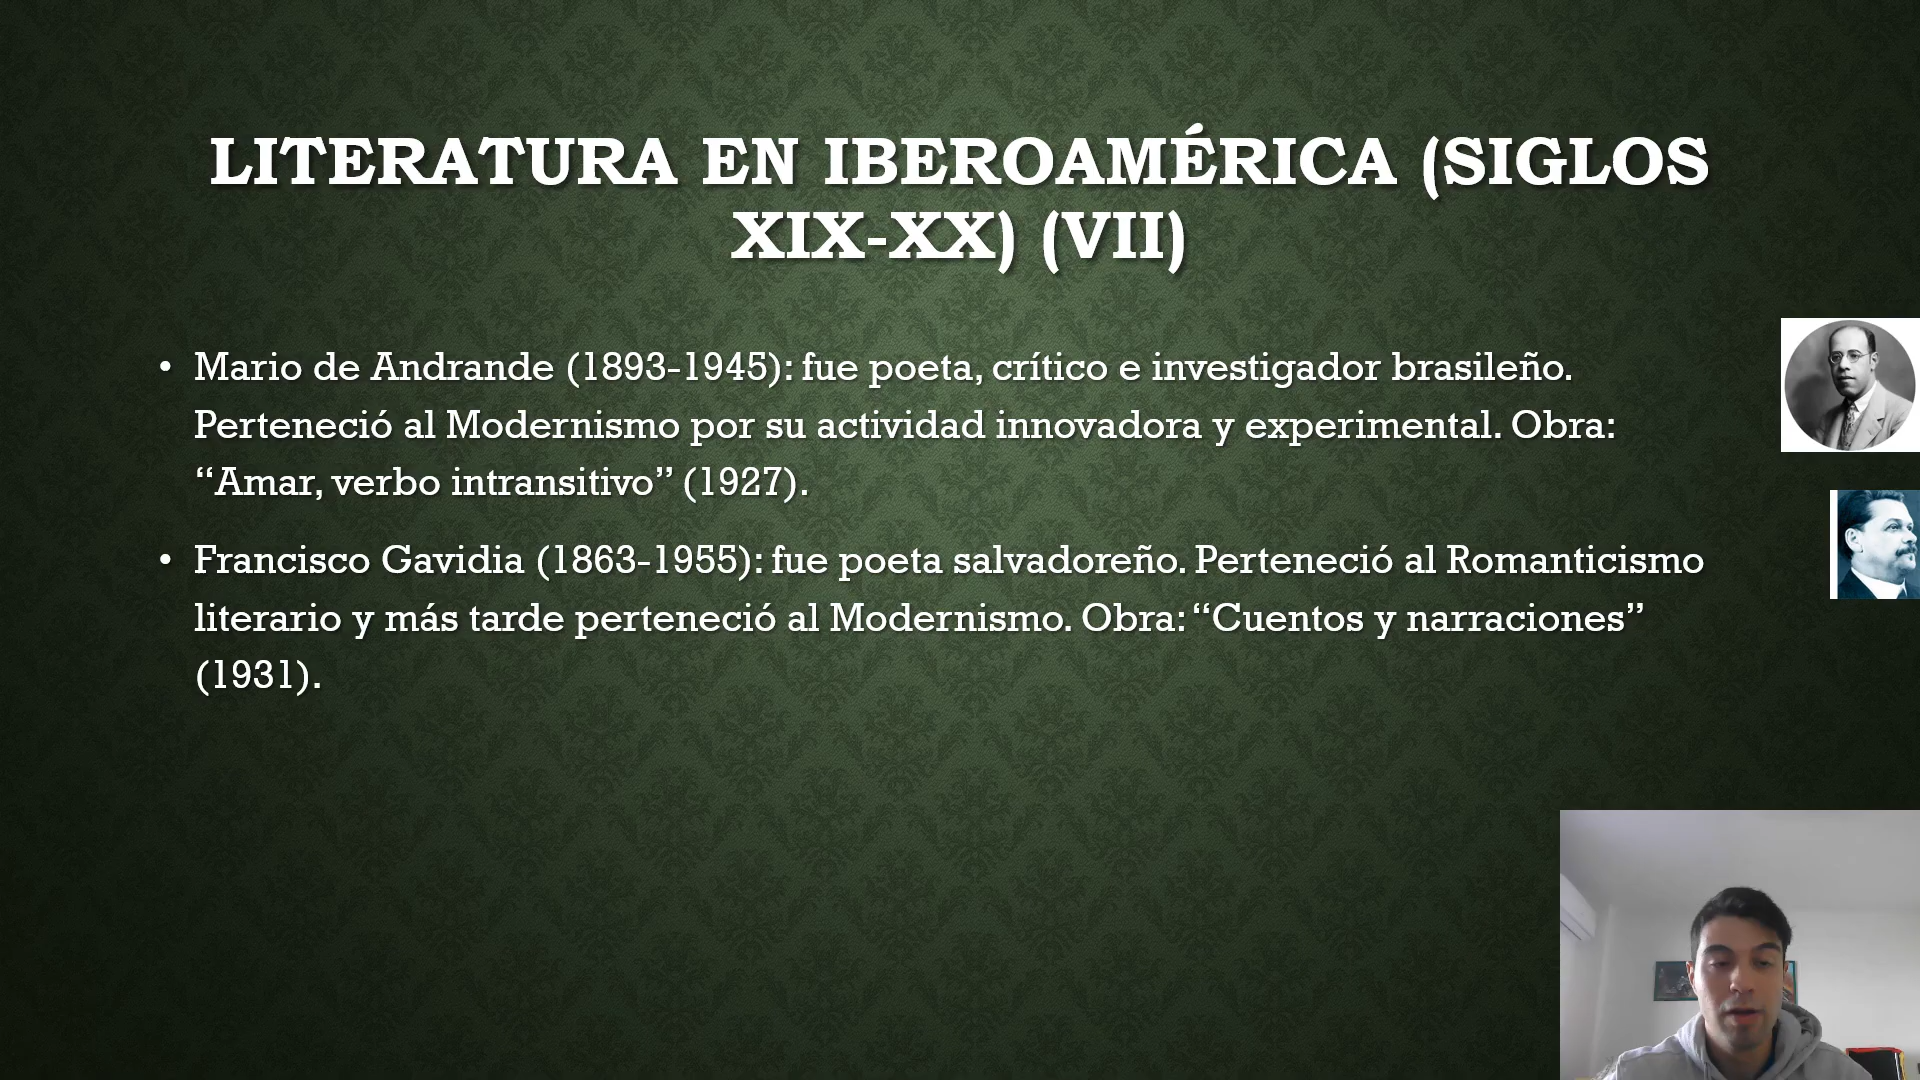 LITERATURA EN IBEROAMÉRICA (SIGLOS
XIX-XX) (VII)
• Mario de Andrande (1893-1945): fue poeta, crítico e investigador brasileño.
Perteneció al Modernismo por su actividad innovadora y experimental. Obra:
“Amar, verbo intransitivo” (1927).
• Francisco Gavidia (1863-1955): fue poeta salvadoreño. Perteneció al Romanticismo
literario y más tarde perteneció al Modernismo. Obra: “Cuentos y narraciones”
(1931).